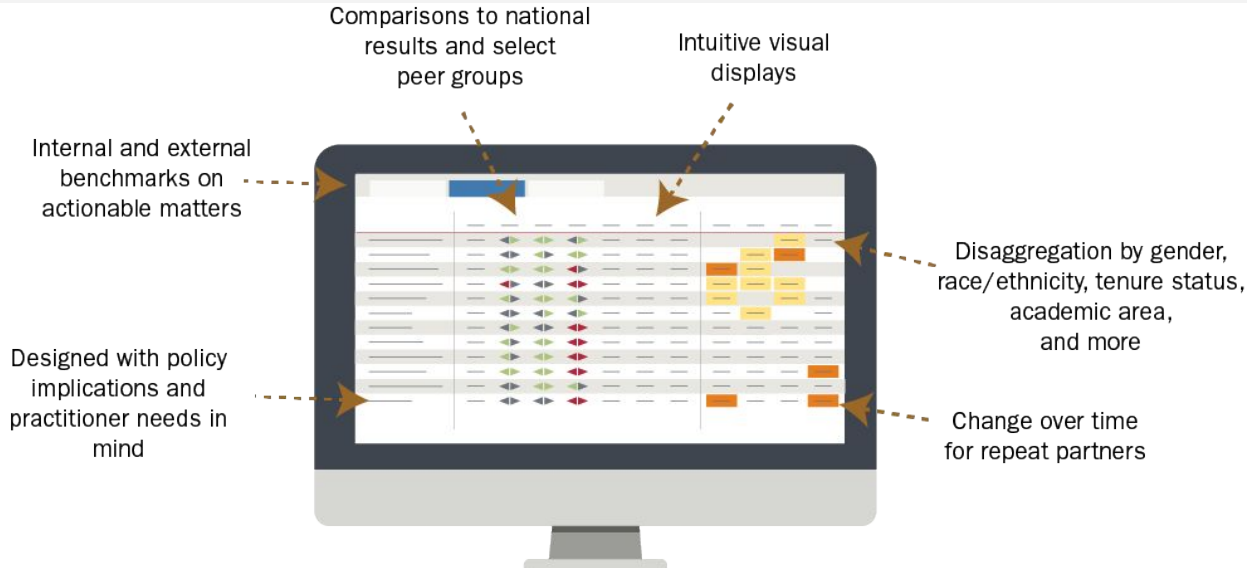 Comparisons to national
results and select
peer groups
Intuitive visual
displays
Internal and external
benchmarks on
actionable matters
Disaggregation by gender,
race/ethnicity, tenure status,
academic area,
and more
Designed with policy
implications and
practitioner needs in
mind
Change over time
for repeat partners